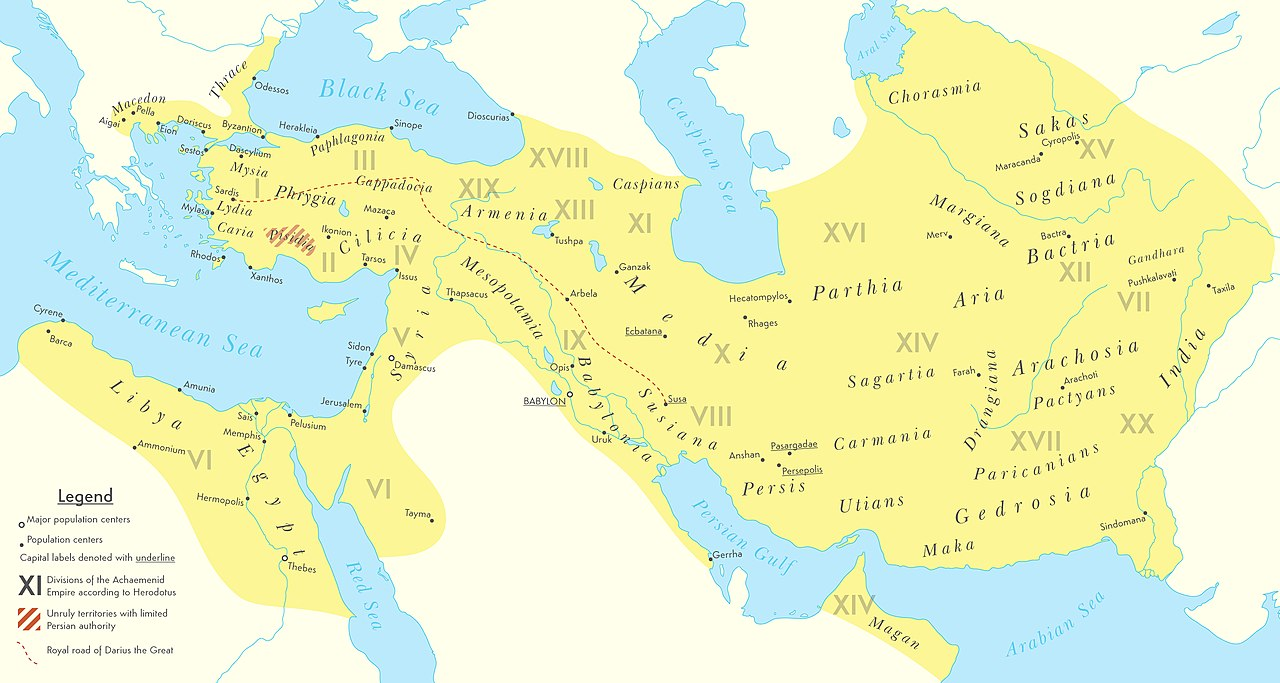 Aral Sea
Thrace
Odessos
Black Sea
Chorasmia
Macedon
Pella
Aigai
Eion
Doriscus
Byzantion
Herakleia
Paphlagonia
Sinope
Dioscurias
Caspian Sea
Sakas
Cyropolis
XV
Maracanda
Sestos
Dascylium
Mysia
III
XVIII
Sardis
I
Phrygia
Cappadocia
XIX
Caspians
Sogdiana
Mylasa
Lydia
Mazaca
Armenia
XIII
XI
Margiana
Caria
Pisidia
Ikonion
Cilicia
Tushpa
XVI
Merv
Bactra
Bactria
Rhodes
II
Tarsos
IV
Issus
Xanthos
Mesopotamia
Ganzak
Media
XII
Gandhara
Pushkalavati
Taxila
VII
Mediterranean Sea
Thapsacus
Arbela
Hecatompylos
Parthia
Aria
Cyrene
Barca
Syria
V
Rhages
Ecbatana
IX
X
XIV
Sidon
Tyre
Damascus
Opis
Babylonia
Sagartia
Farah
Drangiana
Arachosia
Arachoti
Pactyans
India
Libya
Amunia
Jerusalem
BABYLON
Susiana
Susa
VIII
Sais
Pelusium
Memphis
Uruk
Anshan
Pasargadae
Persepolis
Carmania
XVII
XX
Ammonium
VI
Egypt
Paricanians
Hermopolis
VI
Tayma
Persis
Utians
Gedrosia
Sindomana
Persian Gulf
Gerrha
Maka
Thebes
Red Sea
XIV
Magan
Arabian Sea
Legend
Major population centers
Population centers
Capital labels denoted with underline
XI
Divisions of the Achaemenid
Empire according to Herodotus
Unruly territories with limited
Persian authority
Royal road of Darius the Great